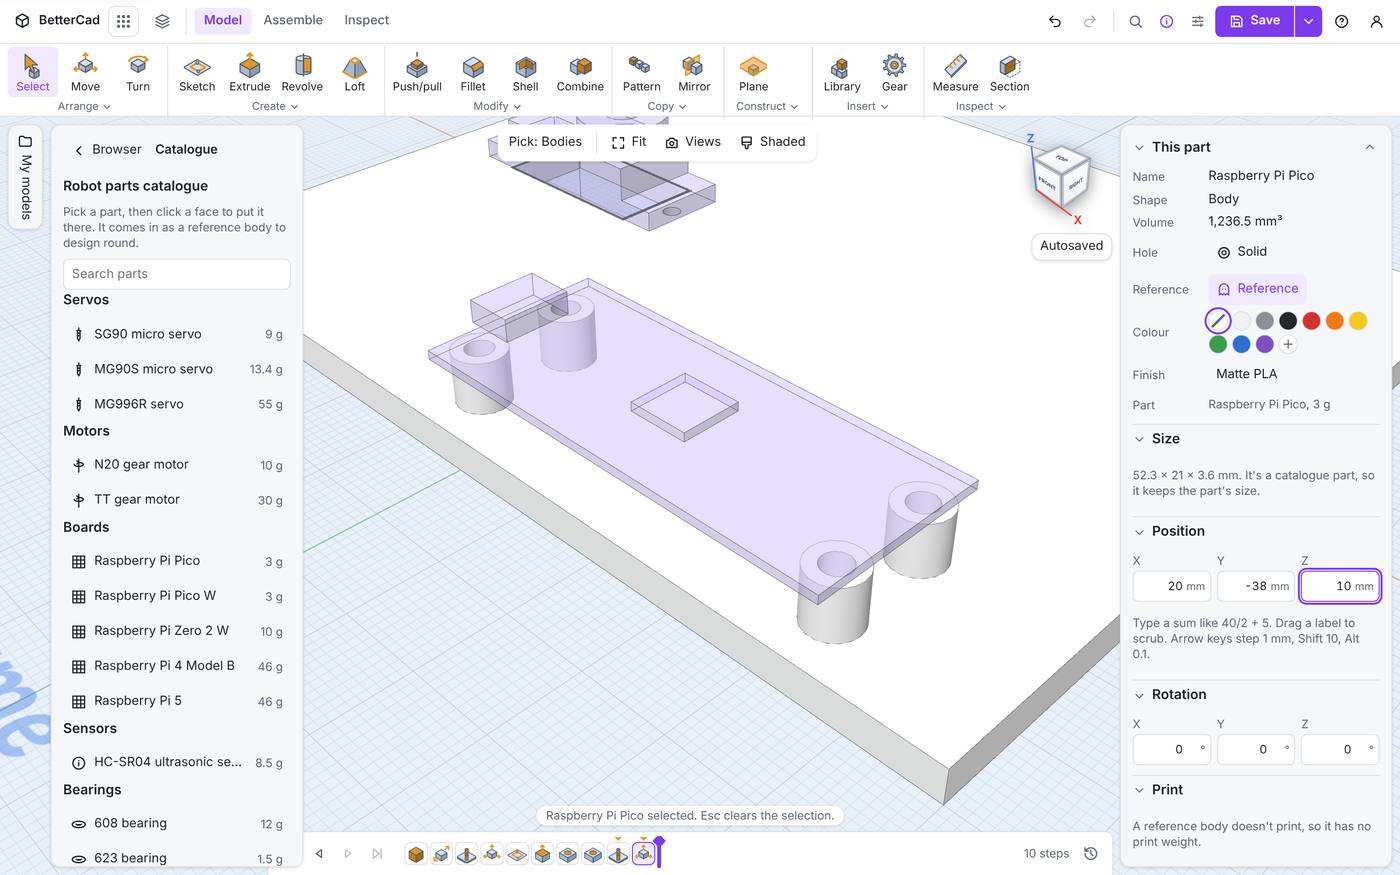 BetterCad
Model
Assemble
Inspect
Save
Select
Move
Turn
Sketch
Extrude
Revolve
Loft
Push/pull
Fillet
Shell
Combine
Pattern
Mirror
Plane
Library
Gear
Measure
Section
Arrange
Create
Modify
Copy
Construct
Insert
Inspect
My models
Browser
Catalogue
Robot parts catalogue
Pick a part, then click a face to put it
there. It comes in as a reference body to
design round.
Search parts
Servos
SG90 micro servo 9 g
MG90S micro servo 13.4 g
MG996R servo 55 g
Motors
N20 gear motor 10 g
TT gear motor 30 g
Boards
Raspberry Pi Pico 3 g
Raspberry Pi Pico W 3 g
Raspberry Pi Zero 2 W 10 g
Raspberry Pi 4 Model B 46 g
Raspberry Pi 5 46 g
Sensors
HC-SR04 ultrasonic se... 8.5 g
Bearings
608 bearing 12 g
623 bearing 1.5 g
Pick: Bodies
Fit
Views
Shaded
Z
TOP
FRONT
RIGHT
X
Autosaved
Raspberry Pi Pico selected. Esc clears the selection.
10 steps
This part
Name Raspberry Pi Pico
Shape Body
Volume 1,236.5 mm³
Hole Solid
Reference Reference
Colour
Finish Matte PLA
Part Raspberry Pi Pico, 3 g
Size
52.3 × 21 × 3.6 mm. It's a catalogue part, so
it keeps the part's size.
Position
X Y Z
20 mm -38 mm 10 mm
Type a sum like 40/2 + 5. Drag a label to
scrub. Arrow keys step 1 mm, Shift 10, Alt
0.1.
Rotation
X Y Z
0 ° 0 ° 0 °
Print
A reference body doesn't print, so it has no
print weight.